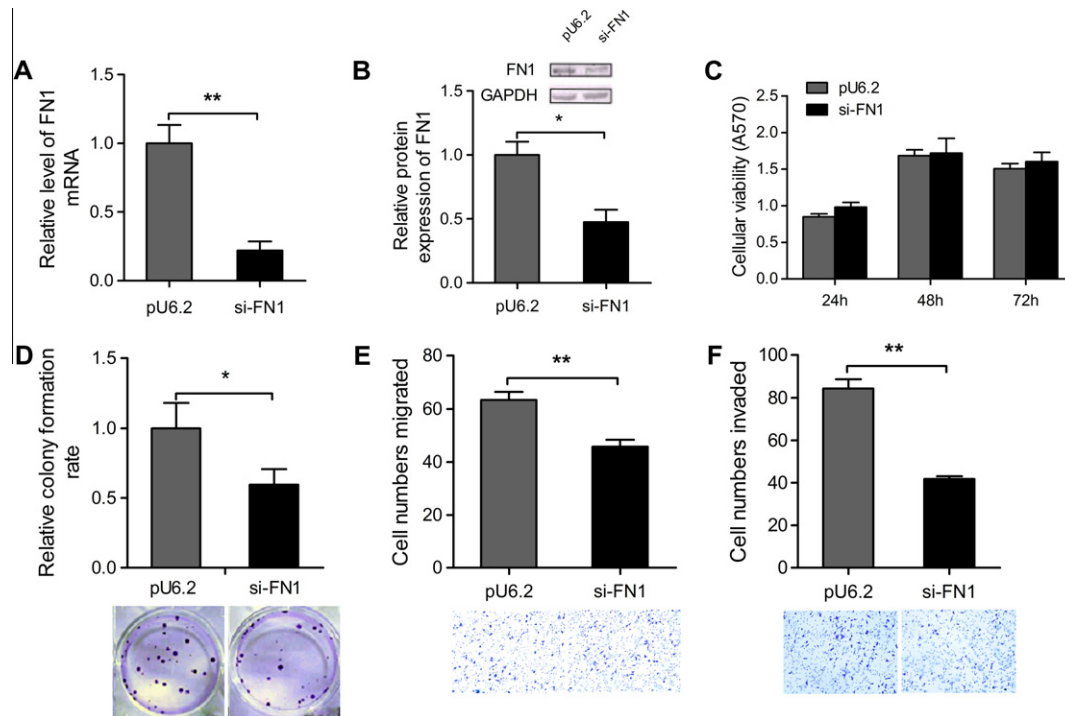 A
Relative level of FN1
mRNA
1.5
1.0
0.5
0.0
**
pU6.2
si-FN1
B
pU6.2
si-FN1
FN1
GAPDH
Relative protein
expression of FN1
1.5
1.0
0.5
0.0
*
pU6.2
si-FN1
C
pU6.2
si-FN1
Cellular viability (A570)
2.5
2.0
1.5
1.0
0.5
0.0
24h
48h
72h
D
Relative colony formation
rate
1.5
1.0
0.5
0.0
*
pU6.2
si-FN1
E
Cell numbers migrated
80
60
40
20
0
**
pU6.2
si-FN1
F
Cell numbers invaded
100
80
60
40
20
0
**
pU6.2
si-FN1